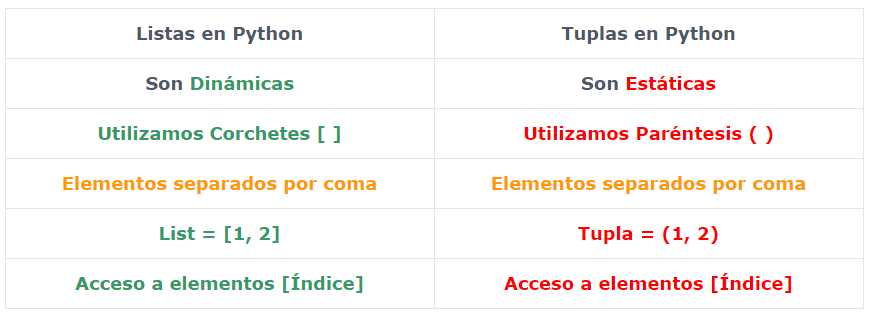 Listas en Python
Tuplas en Python
Son Dinámicas
Son Estáticas
Utilizamos Corchetes [ ]
Utilizamos Paréntesis ( )
Elementos separados por coma
Elementos separados por coma
List = [1, 2]
Tupla = (1, 2)
Acceso a elementos [Índice]
Acceso a elementos [Índice]